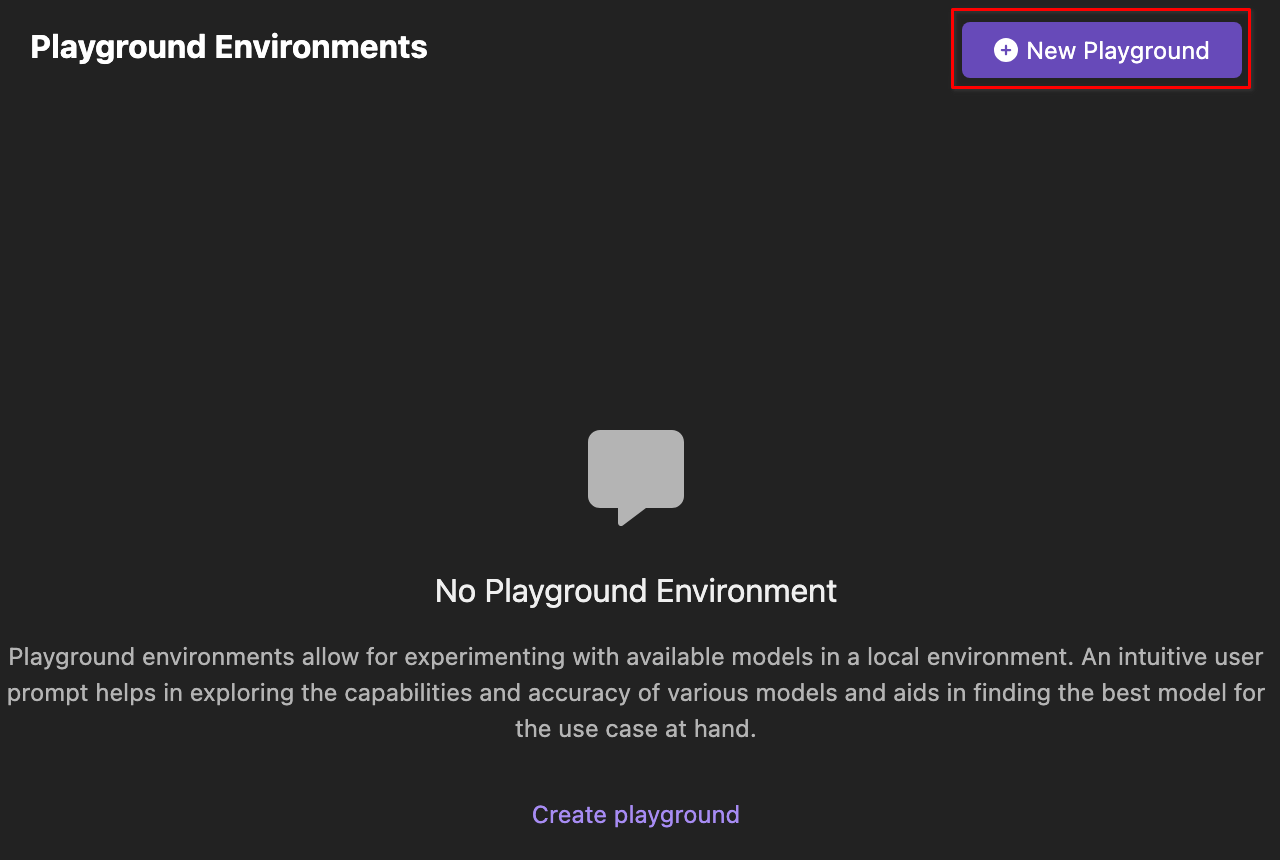 Playground Environments
New Playground
No Playground Environment
Playground environments allow for experimenting with available models in a local environment. An intuitive user
prompt helps in exploring the capabilities and accuracy of various models and aids in finding the best model for
the use case at hand.
Create playground